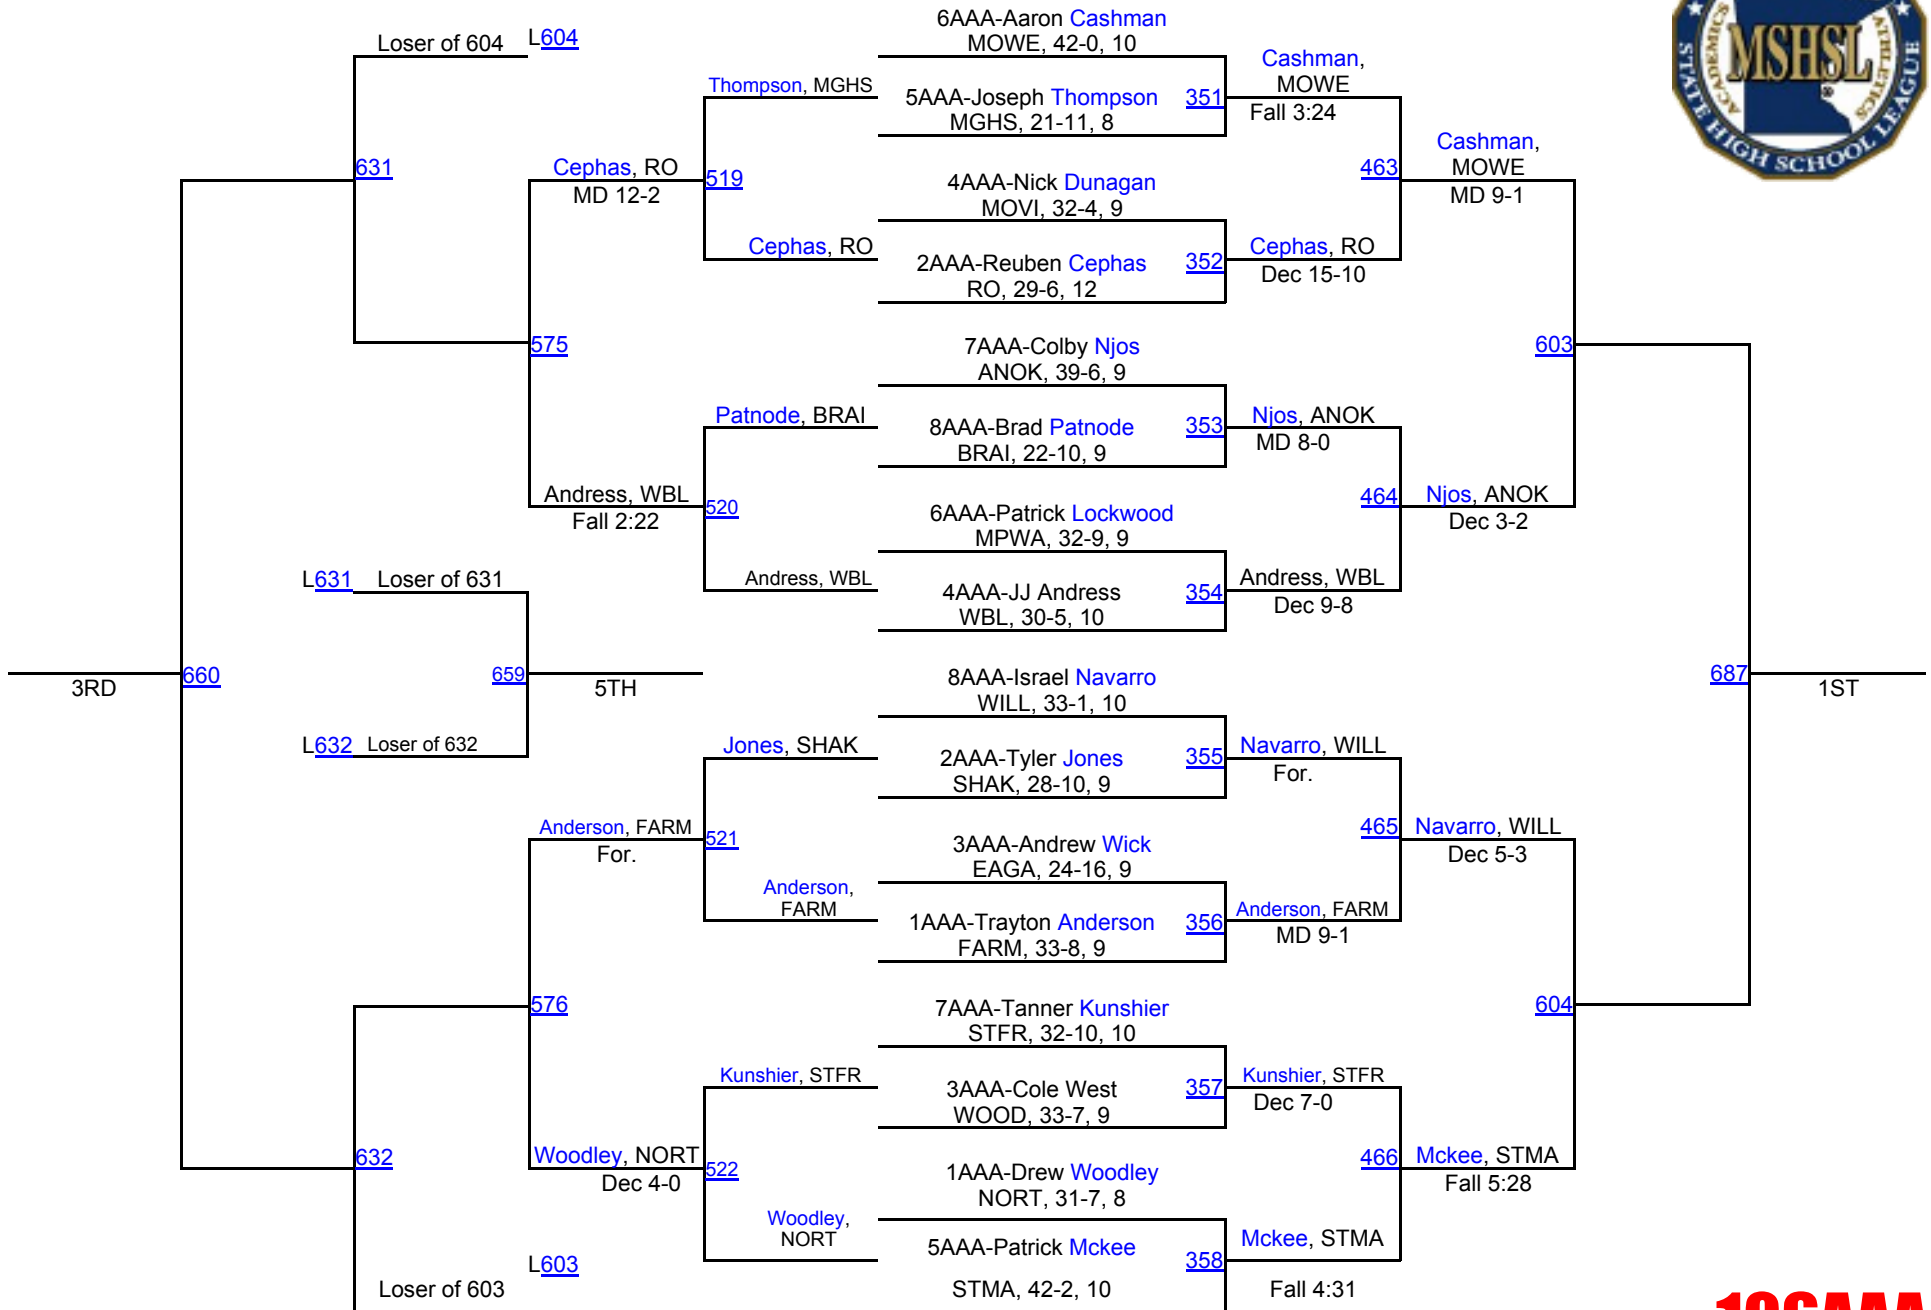 6AAA-Aaron Cashman
MOWE, 42-0, 10
Loser of 604 L604
Cashman,
MOWE
Fall 3:24
Thompson, MGHS
5AAA-Joseph Thompson 351
MGHS, 21-11, 8
ACADEMICS
ATHLETICS
MSHSL
®
STATE HIGH SCHOOL LEAGUE
631
Cephas, RO
MD 12-2
519
4AAA-Nick Dunagan
MOVI, 32-4, 9
463
Cashman,
MOWE
MD 9-1
Cephas, RO
2AAA-Reuben Cephas 352
RO, 29-6, 12
Cephas, RO
Dec 15-10
575
7AAA-Colby Njos
ANOK, 39-6, 9
603
Patnode, BRAI
8AAA-Brad Patnode 353
BRAI, 22-10, 9
Njos, ANOK
MD 8-0
Andress, WBL
Fall 2:22
520
6AAA-Patrick Lockwood
MPWA, 32-9, 9
464
Njos, ANOK
Dec 3-2
L631 Loser of 631
Andress, WBL
4AAA-JJ Andress 354
WBL, 30-5, 10
Andress, WBL
Dec 9-8
3RD
660
659
5TH
8AAA-Israel Navarro
WILL, 33-1, 10
687
1ST
L632 Loser of 632
Jones, SHAK
2AAA-Tyler Jones 355
SHAK, 28-10, 9
Navarro, WILL
For.
Anderson, FARM
For.
521
3AAA-Andrew Wick
EAGA, 24-16, 9
465
Navarro, WILL
Dec 5-3
Anderson,
FARM
1AAA-Trayton Anderson 356
FARM, 33-8, 9
Anderson, FARM
MD 9-1
576
7AAA-Tanner Kunshier
STFR, 32-10, 10
604
Kunshier, STFR
3AAA-Cole West 357
WOOD, 33-7, 9
Kunshier, STFR
Dec 7-0
632
Woodley, NORT
Dec 4-0
522
1AAA-Drew Woodley
NORT, 31-7, 8
466
Mckee, STMA
Fall 5:28
Woodley,
NORT
5AAA-Patrick Mckee 358
STMA, 42-2, 10
Mckee, STMA
Fall 4:31
L603
Loser of 603